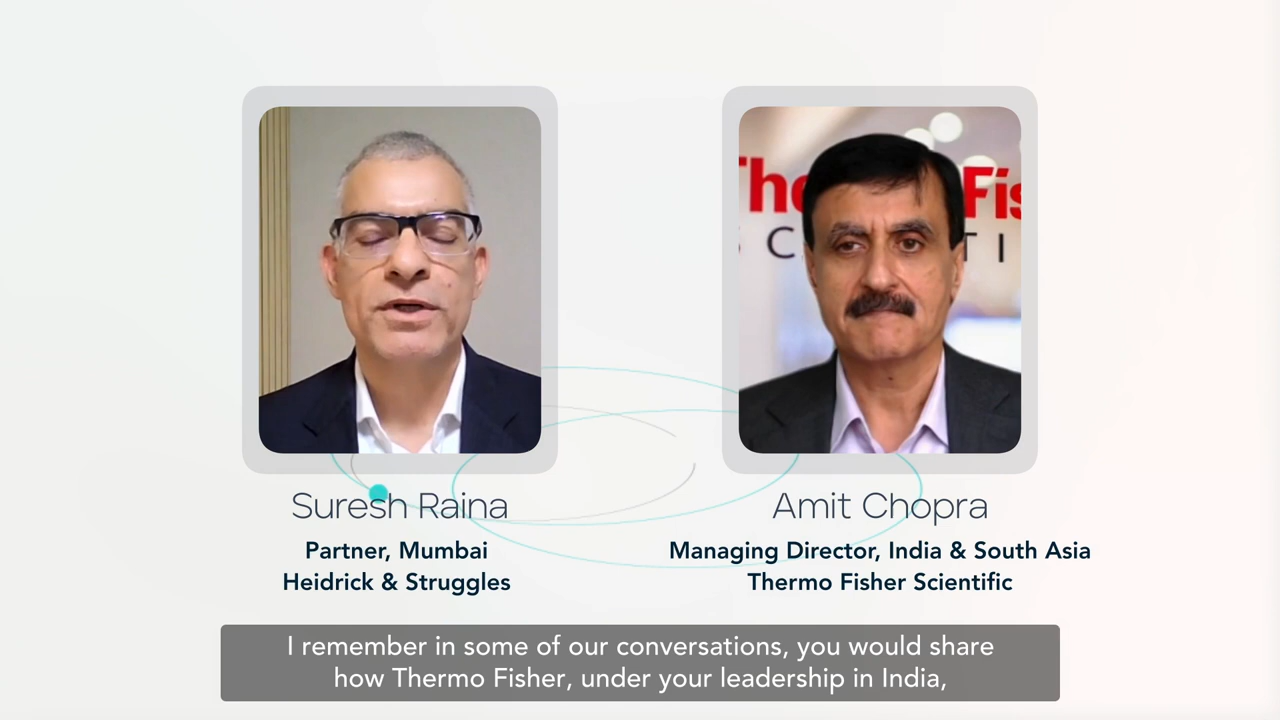 Suresh Raina
Partner, Mumbai
Heidrick & Struggles
Amit Chopra
Managing Director, India & South Asia
Thermo Fisher Scientific
I remember in some of our conversations, you would share
how Thermo Fisher, under your leadership in India,